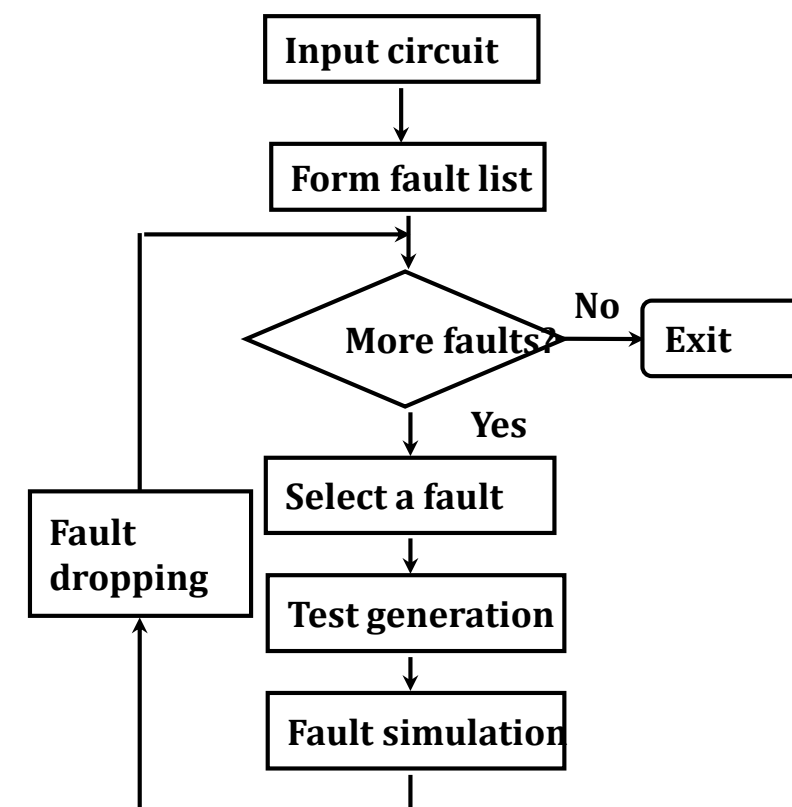 Input circuit
Form fault list
More faults?
No
Exit
Yes
Select a fault
Fault
dropping
Test generation
Fault simulation